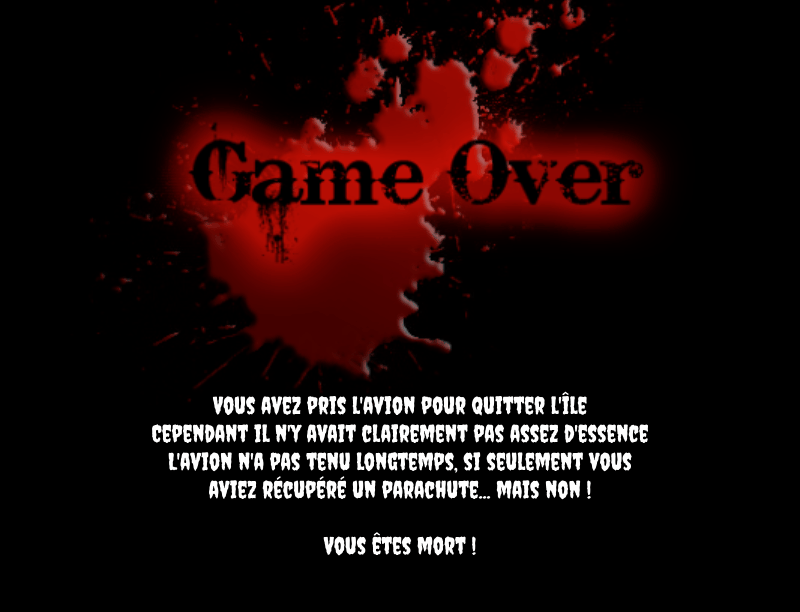 Game Over
VOUS AVEZ PRIS L'AVION POUR QUITTER L'ÎLE
CEPENDANT IL N'Y AVAIT CLAIREMENT PAS ASSEZ D'ESSENCE
L'AVION N'A PAS TENU LONGTEMPS, SI SEULEMENT VOUS
AVIEZ RÉCUPÉRÉ UN PARACHUTE... MAIS NON !
VOUS ÊTES MORT !